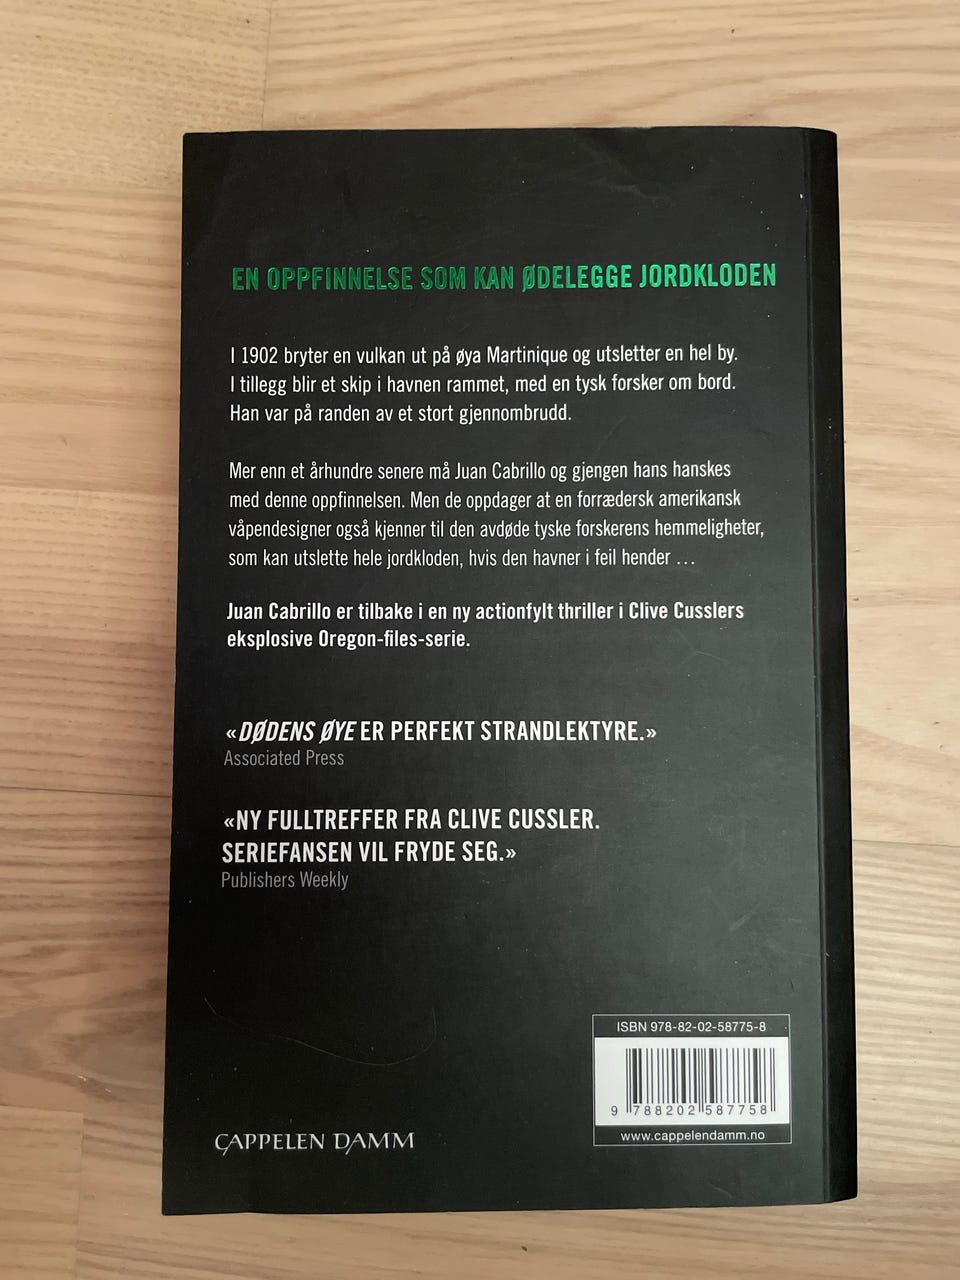 EN OPPFINNELSE SOM KAN ØDELEGGE JORDKLODEN
I 1902 bryter en vulkan ut på øya Martinique og utsletter en hel by.
I tillegg blir et skip i havnen rammet, med en tysk forsker om bord.
Han var på randen av et stort gjennombrudd.
Mer enn et århundre senere må Juan Cabrillo og gjengen hans hanskes
med denne oppfinnelsen. Men de oppdager at en forrædersk amerikansk
våpendesigner også kjenner til den avdøde tyske forskerens hemmeligheter,
som kan utslette hele jordkloden, hvis den havner i feil hender ...
Juan Cabrillo er tilbake i en ny actionfylt thriller i Clive Cusslers
eksplosive Oregon-files-serie.
«DØDENS ØYE ER PERFEKT STRANDLEKTYRE.»
Associated Press
«NY FULLTREFFER FRA CLIVE CUSSLER.
SERIEFANSEN VIL FRYDE SEG.»
Publishers Weekly
ISBN 978-82-02-58775-8
9 788202 587758
www.cappelendamm.no
CAPPELEN DAMM